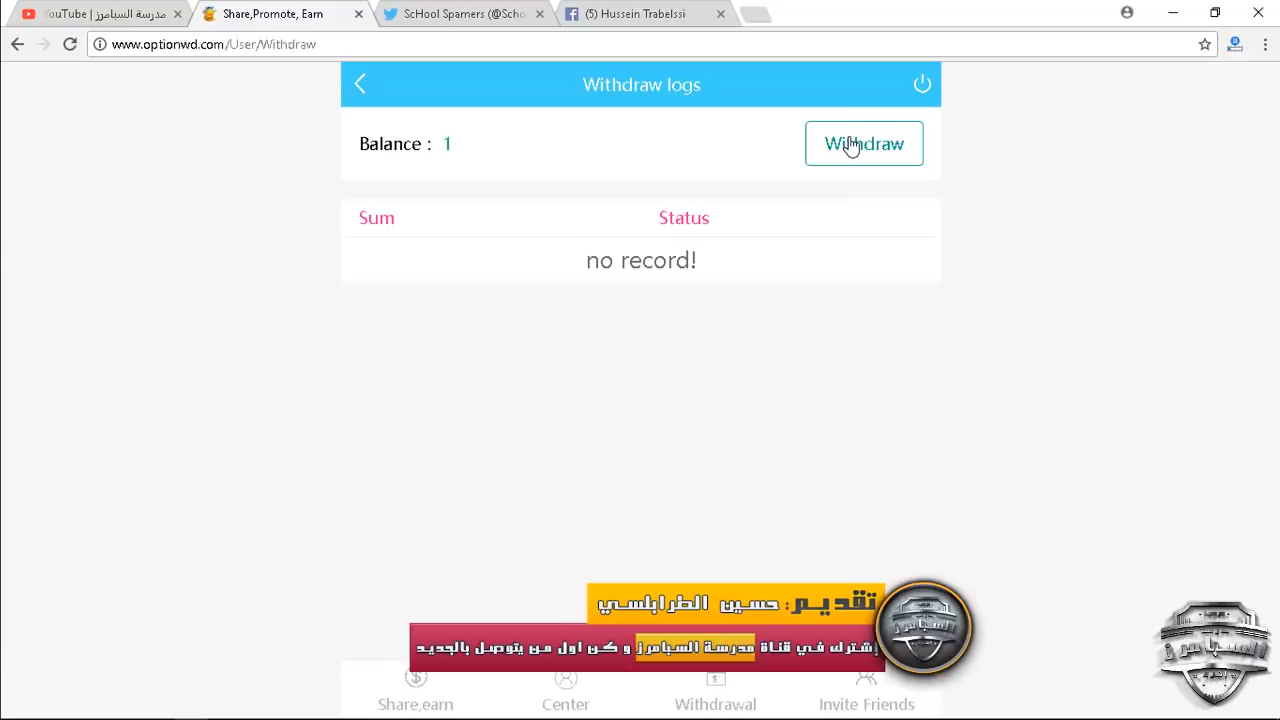 YouTube | مدرسة السبامرز
Share,Promote, Earn
ScHool Spamers (@Scho
(5) Hussein Trabelssi
www.optionwd.com/User/Withdraw
Withdraw logs
Balance : 1
Withdraw
Sum Status
no record!
تقديم: حسين الطرابلسي
إشترك في قناة مدرسة السبامرز و كن اول من يتوصل بالجديد
السبامرز
السبامرز
Share,earn Center Withdrawal Invite Friends